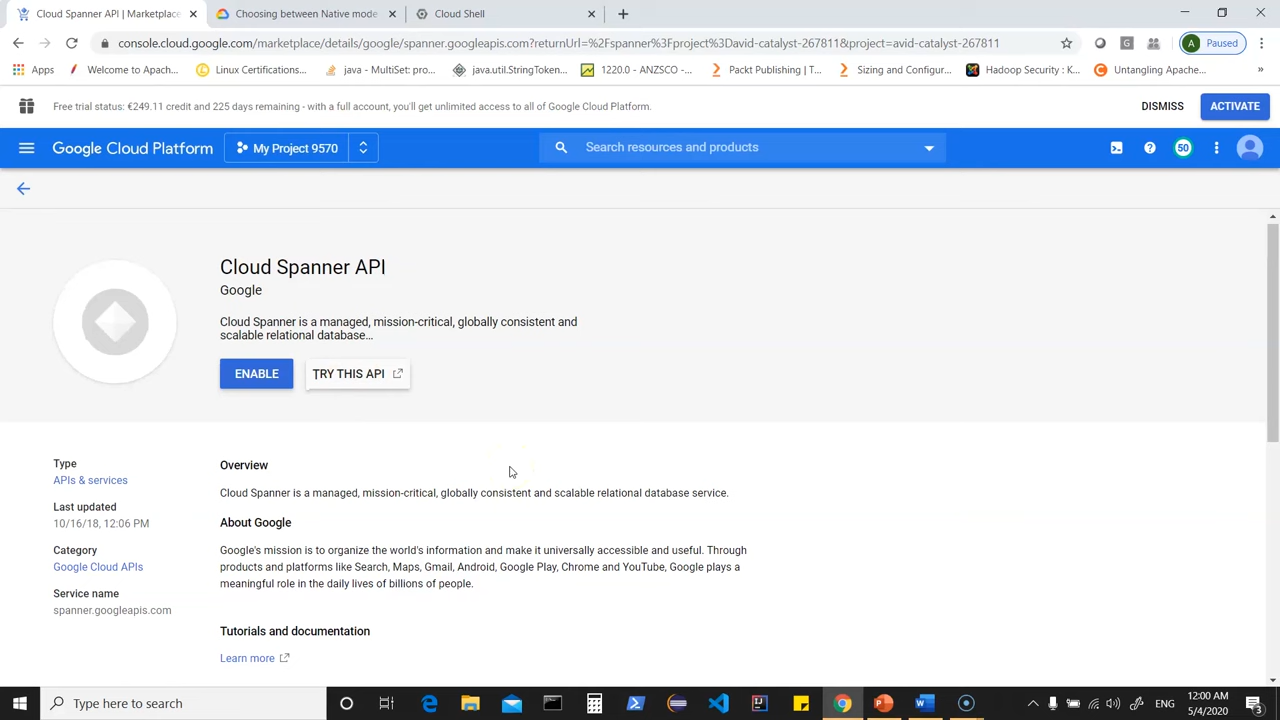 Cloud Spanner API | Marketplace
Choosing between Native mode
Cloud Shell
console.cloud.google.com/marketplace/details/google/spanner.googleapis.com?returnUrl=%2Fspanner%3Fproject%3David-catalyst-267811&project=avid-catalyst-267811
A Paused
Apps
Welcome to Apach...
Linux Certifications...
java - MultiSet: pro...
java.util.StringToken...
1220.0 - ANZSCO -...
Packt Publishing | T...
Sizing and Configur...
Hadoop Security : K...
Untangling Apache...
»
Free trial status: €249.11 credit and 225 days remaining - with a full account, you'll get unlimited access to all of Google Cloud Platform.
DISMISS
ACTIVATE
Google Cloud Platform
My Project 9570
Search resources and products
50
Cloud Spanner API
Google
Cloud Spanner is a managed, mission-critical, globally consistent and
scalable relational database...
ENABLE
TRY THIS API
Type
APIs & services
Last updated
10/16/18, 12:06 PM
Category
Google Cloud APIs
Service name
spanner.googleapis.com
Overview
Cloud Spanner is a managed, mission-critical, globally consistent and scalable relational database service.
About Google
Google's mission is to organize the world's information and make it universally accessible and useful. Through
products and platforms like Search, Maps, Gmail, Android, Google Play, Chrome and YouTube, Google plays a
meaningful role in the daily lives of billions of people.
Tutorials and documentation
Learn more
Type here to search
ENG
12:00 AM
5/4/2020
3